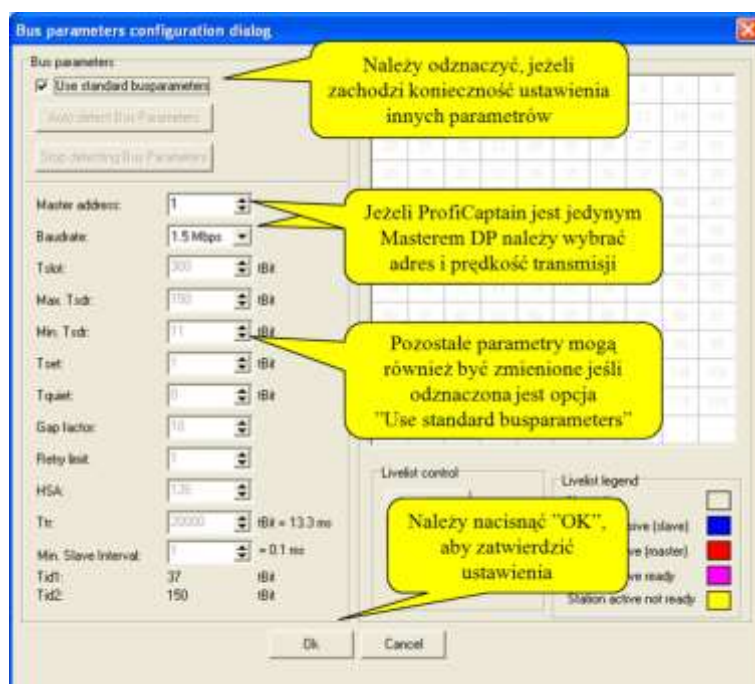 Bus parameters configuration dialog
Bus parameters
Use standard busparameters
Auto detect Bus Parameters
Stop detecting Bus Parameters
Należy odznaczyć, jeżeli
zachodzi konieczność ustawienia
innych parametrów
Master address: 1
Baudrate: 1.5 Mbps
Jeżeli ProfiCaptain jest jedynym
Masterem DP należy wybrać
adres i prędkość transmisji
Tslot: 300 tBit
Max. Tsdr: 150 tBit
Min. Tsdr: 11 tBit
Tset: 1 tBit
Tquiet: 0 tBit
Gap factor: 10
Retry limit: 1
HSA: 126
Ttr: 20000 tBit = 13.3 ms
Min. Slave Interval: 1 = 0.1 ms
Tid1: 37 tBit
Tid2: 150 tBit
Pozostałe parametry mogą
również być zmienione jeśli
odznaczona jest opcja
"Use standard busparameters"
Livelist control
Livelist legend
(slave)
(master)
ready
Station active not ready
Należy nacisnąć "OK",
aby zatwierdzić
ustawienia
Ok
Cancel